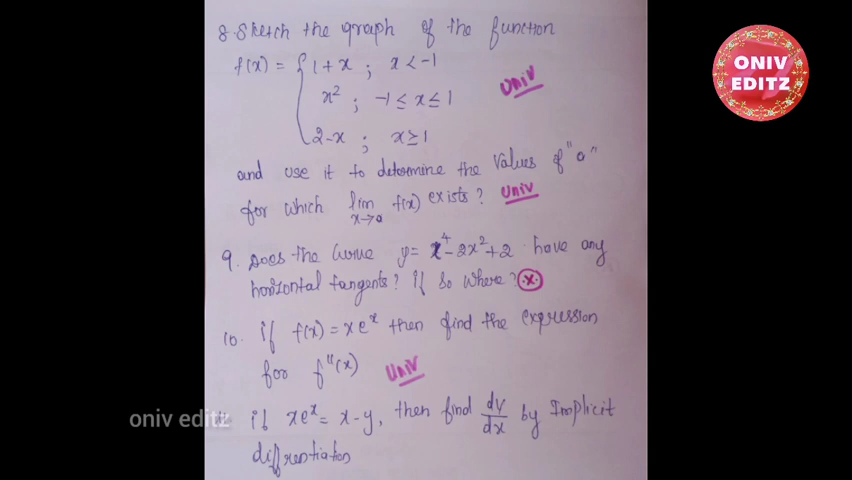 8. Sketch the graph of the function
f(x) = { 1 + x ; x < -1
x² ; -1 ≤ x ≤ 1
2-x ; x ≥ 1
univ
and use it to determine the values of "a"
for which lim x→a f(x) exists? univ
9. Does the curve y = x⁴ - 2x² + 2 have any
horizontal tangents? If so where? *
10. If f(x) = x eˣ then find the expression
for f"(x) univ
if xeˣ = x - y, then find dy/dx by Implicit
diffrentiation
ONIV
EDITZ
oniv editz